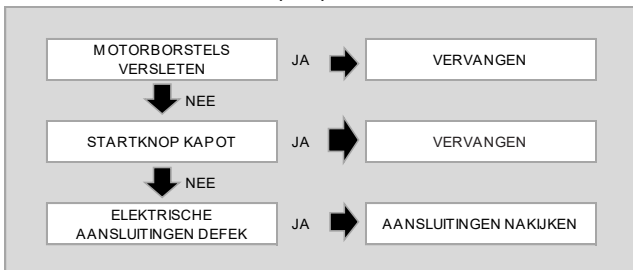 MOTORBORSTELS
VERSLETEN
JA
VERVANGEN
NEE
STARTKNOP KAPOT
JA
VERVANGEN
NEE
ELEKTRISCHE
AANSLUITINGEN DEFEK
JA
AANSLUITINGEN NAKIJKEN